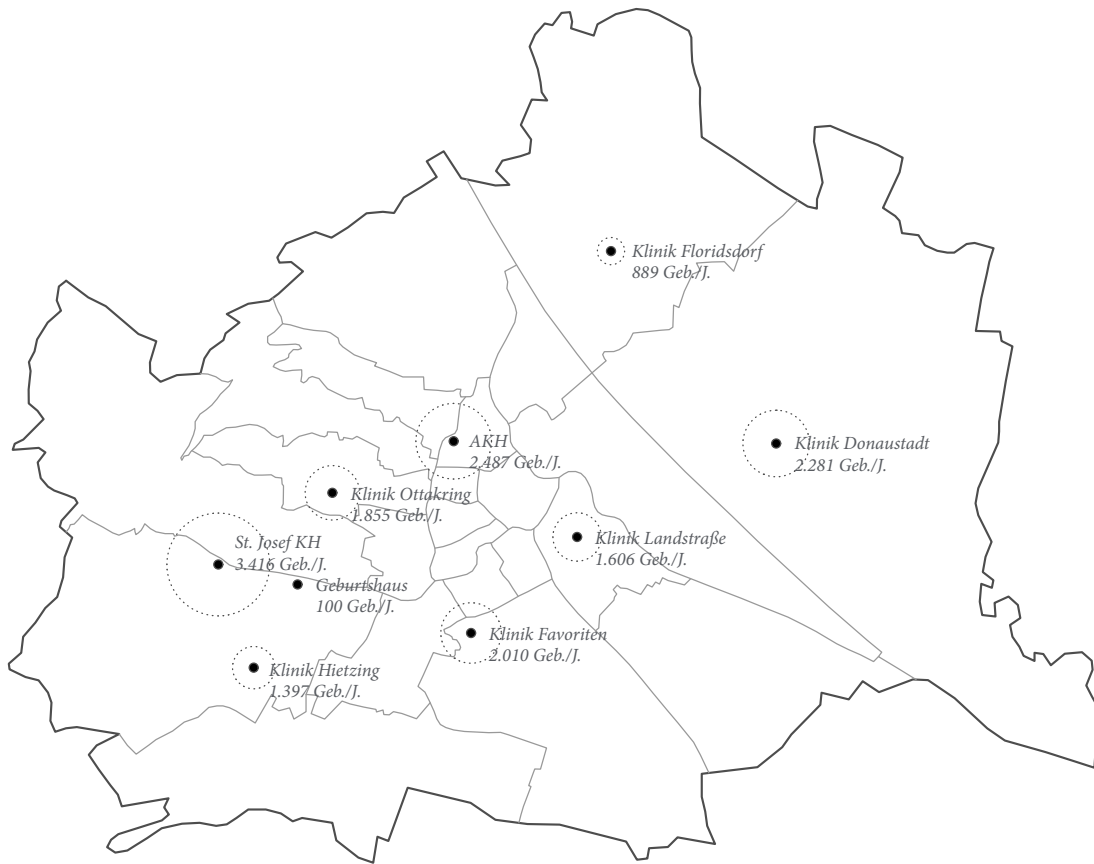 Klinik Floridsdorf
889 Geb./J.
AKH
2.487 Geb./J.
Klinik Donaustadt
2.281 Geb./J.
Klinik Ottakring
1.855 Geb./J.
Klinik Landstraße
1.606 Geb./J.
St. Josef KH
3.416 Geb./J.
Geburtshaus
100 Geb./J.
Klinik Favoriten
2.010 Geb./J.
Klinik Hietzing
1.397 Geb./J.